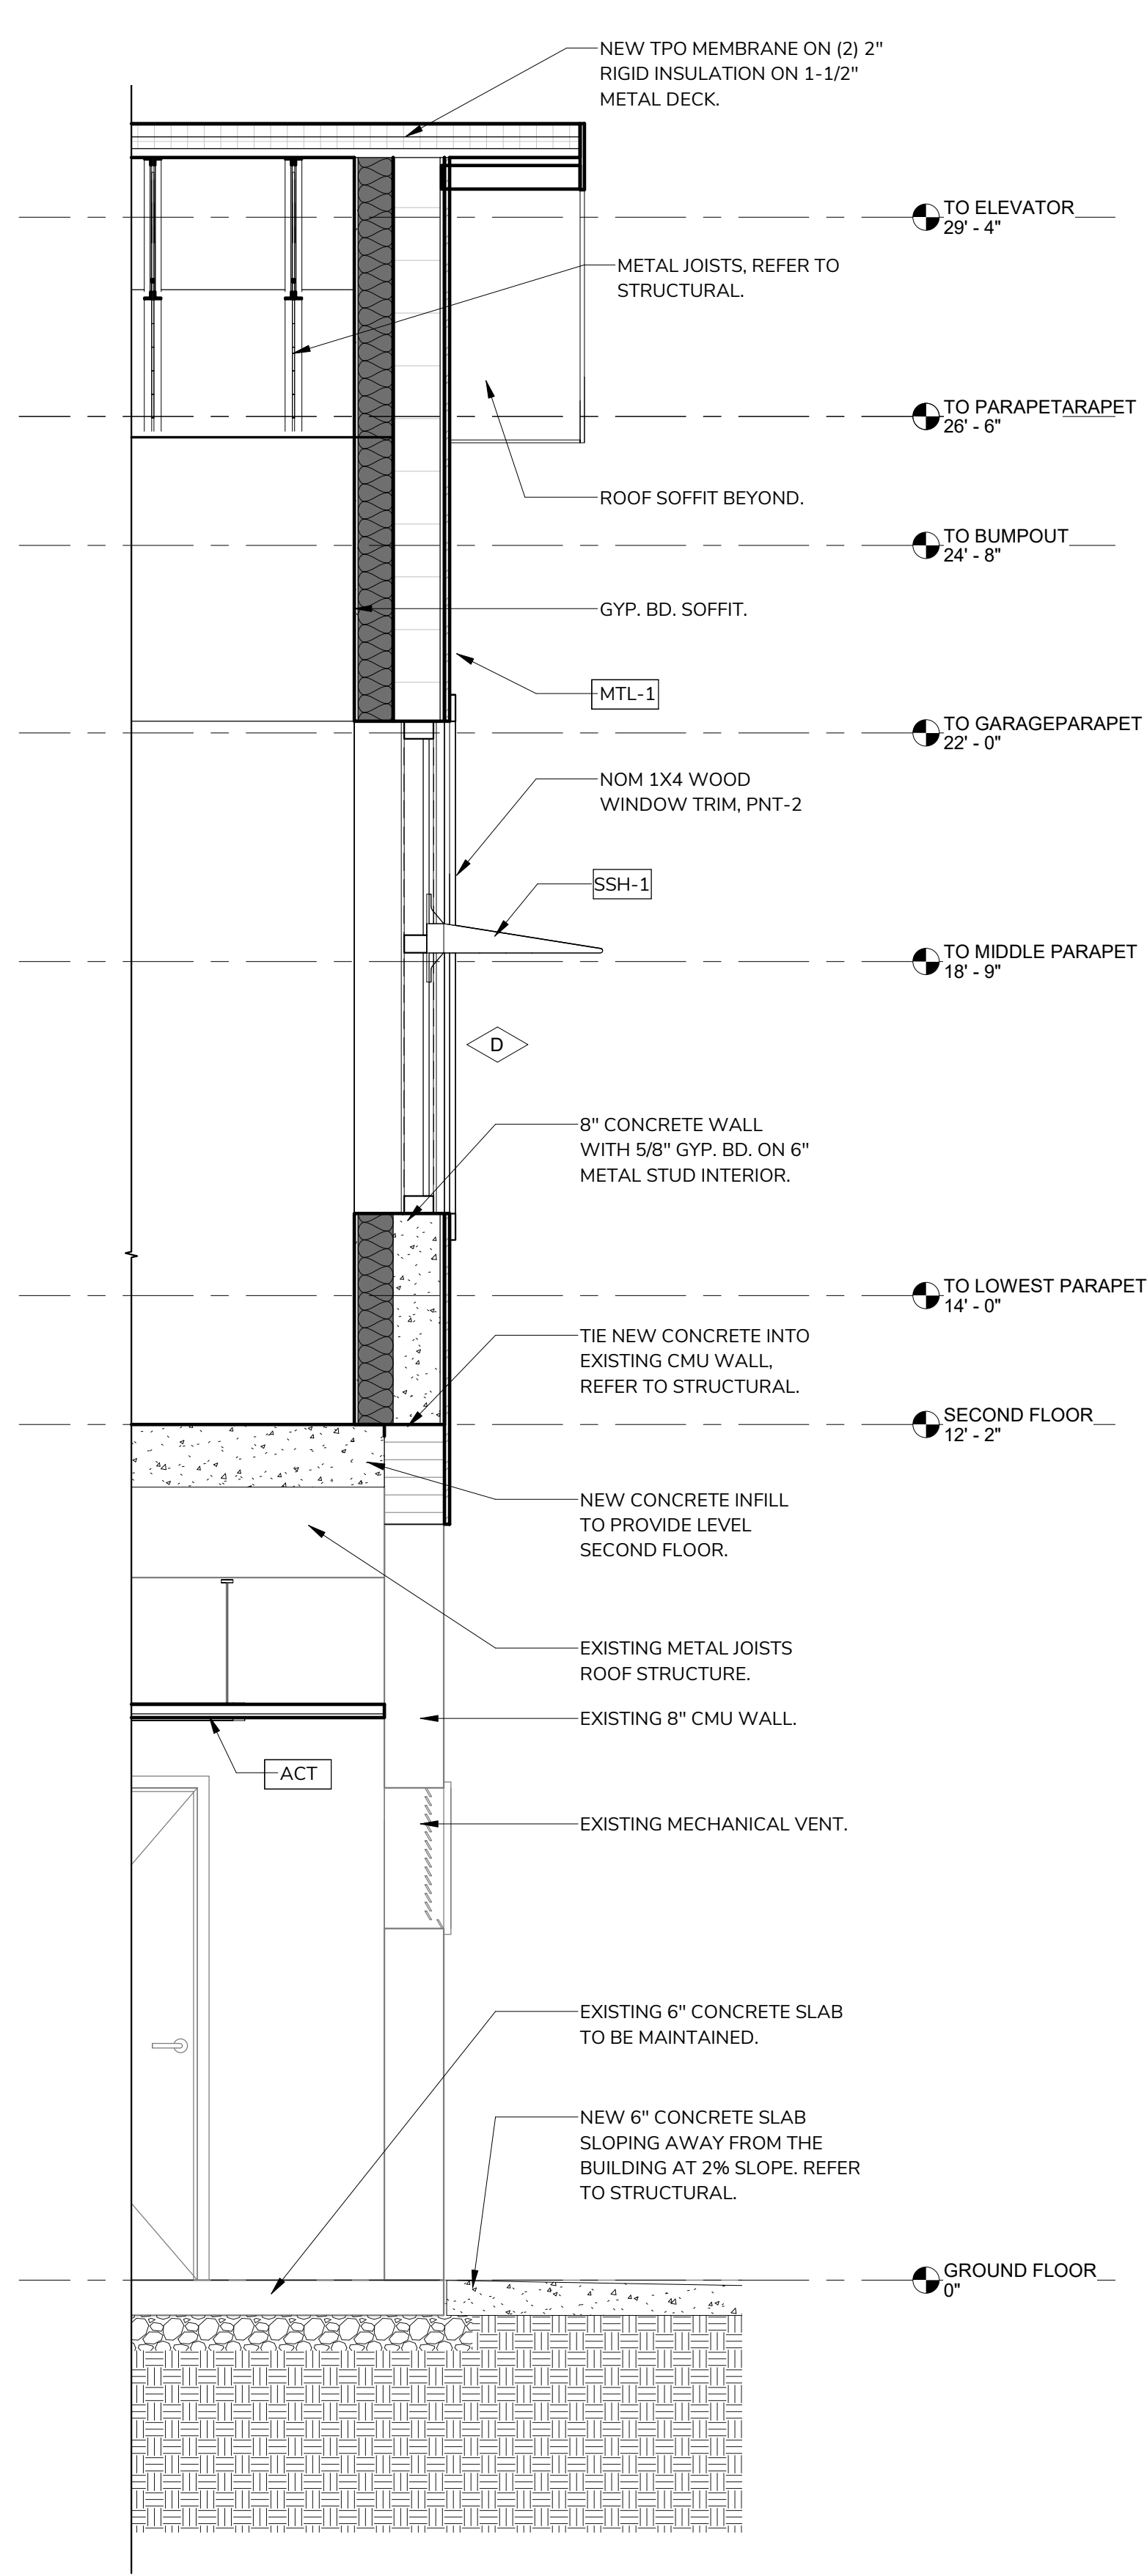 NEW TPO MEMBRANE ON (2) 2"
RIGID INSULATION ON 1-1/2"
METAL DECK.
TO ELEVATOR
29' - 4"
METAL JOISTS, REFER TO
STRUCTURAL.
TO PARAPETARAPET
26' - 6"
ROOF SOFFIT BEYOND.
TO BUMPOUT
24' - 8"
GYP. BD. SOFFIT.
MTL-1
TO GARAGEPARAPET
22' - 0"
NOM 1X4 WOOD
WINDOW TRIM, PNT-2
SSH-1
TO MIDDLE PARAPET
18' - 9"
D
8" CONCRETE WALL
WITH 5/8" GYP. BD. ON 6"
METAL STUD INTERIOR.
TO LOWEST PARAPET
14' - 0"
TIE NEW CONCRETE INTO
EXISTING CMU WALL,
REFER TO STRUCTURAL.
SECOND FLOOR
12' - 2"
NEW CONCRETE INFILL
TO PROVIDE LEVEL
SECOND FLOOR.
EXISTING METAL JOISTS
ROOF STRUCTURE.
EXISTING 8" CMU WALL.
ACT
EXISTING MECHANICAL VENT.
EXISTING 6" CONCRETE SLAB
TO BE MAINTAINED.
NEW 6" CONCRETE SLAB
SLOPING AWAY FROM THE
BUILDING AT 2% SLOPE. REFER
TO STRUCTURAL.
GROUND FLOOR
0"